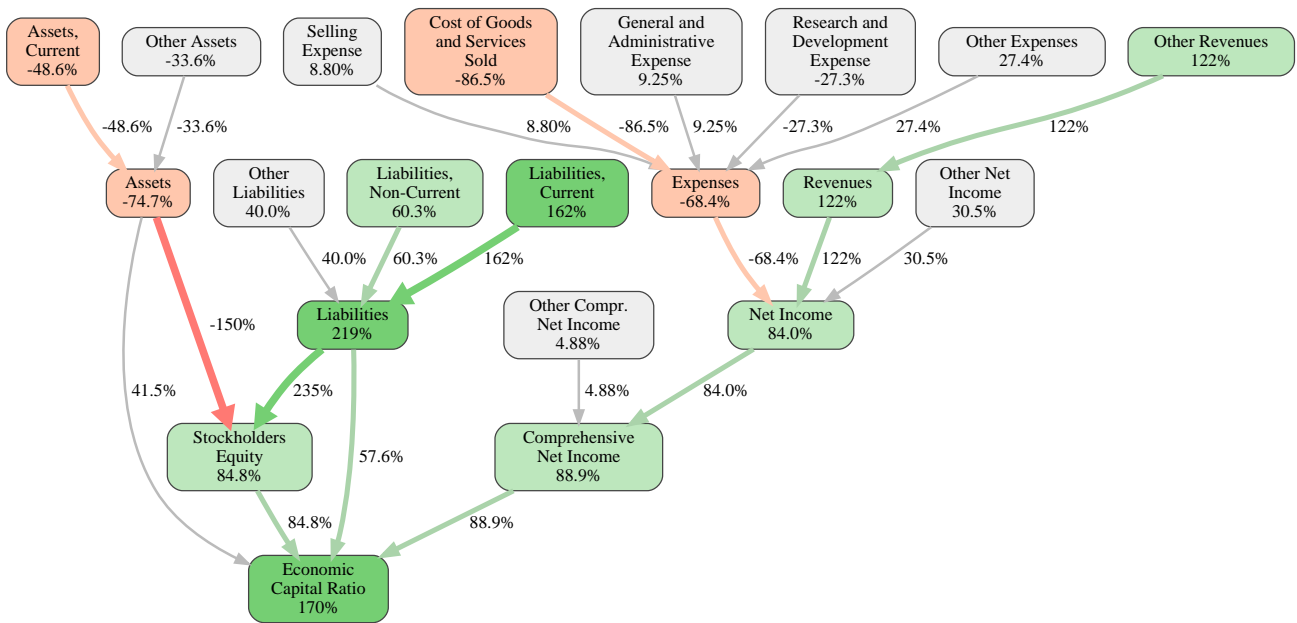 Assets,
Current
-48.6%
Other Assets
-33.6%
Selling
Expense
8.80%
Cost of Goods
and Services
Sold
-86.5%
General and
Administrative
Expense
9.25%
Research and
Development
Expense
-27.3%
Other Expenses
27.4%
Other Revenues
122%
-48.6%
-33.6%
8.80%
-86.5%
9.25%
-27.3%
27.4%
122%
Assets
-74.7%
Other
Liabilities
40.0%
Liabilities,
Non-Current
60.3%
Liabilities,
Current
162%
Expenses
-68.4%
Revenues
122%
Other Net
Income
30.5%
40.0%
60.3%
162%
-68.4%
122%
30.5%
Liabilities
219%
Other Compr.
Net Income
4.88%
Net Income
84.0%
-150%
41.5%
235%
57.6%
4.88%
84.0%
Stockholders
Equity
84.8%
Comprehensive
Net Income
88.9%
84.8%
88.9%
Economic
Capital Ratio
170%